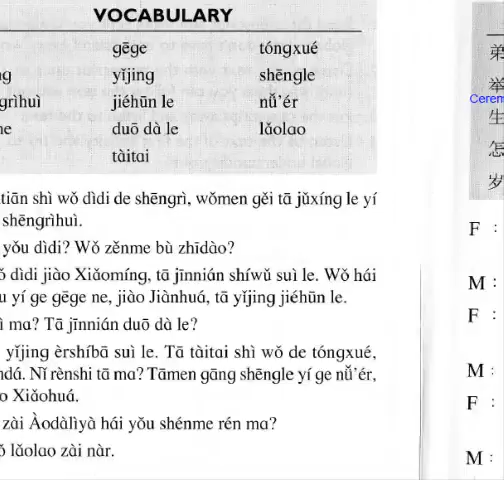 VOCABULARY
gēge tóngxué
yǐjing shēngle
grìhuì jiéhūn le nǚ'ér
duō dà le lǎolao
tàitai
tiān shì wǒ dìdi de shēngrì, wǒmen gěi tā jǔxíng le yí
shēngrìhuì.
yǒu dìdi? Wǒ zěnme bù zhīdào?
dìdi jiào Xiǎomíng, tā jīnnián shíwǔ suì le. Wǒ hái
u yí ge gēge ne, jiào Jiànhuá, tā yǐjing jiéhūn le.
ma? Tā jīnnián duō dà le?
yǐjing èrshíbā suì le. Tā tàitai shì wǒ de tóngxué,
dá. Nǐ rènshi tā ma? Tāmen gāng shēngle yí ge nǚ'ér,
o Xiǎohuá.
zài Àodàlìyà hái yǒu shénme rén ma?
lǎolao zài nàr.
弟
举
Cerem
生
怎
岁
F :
M :
F :
M :
F :
M :